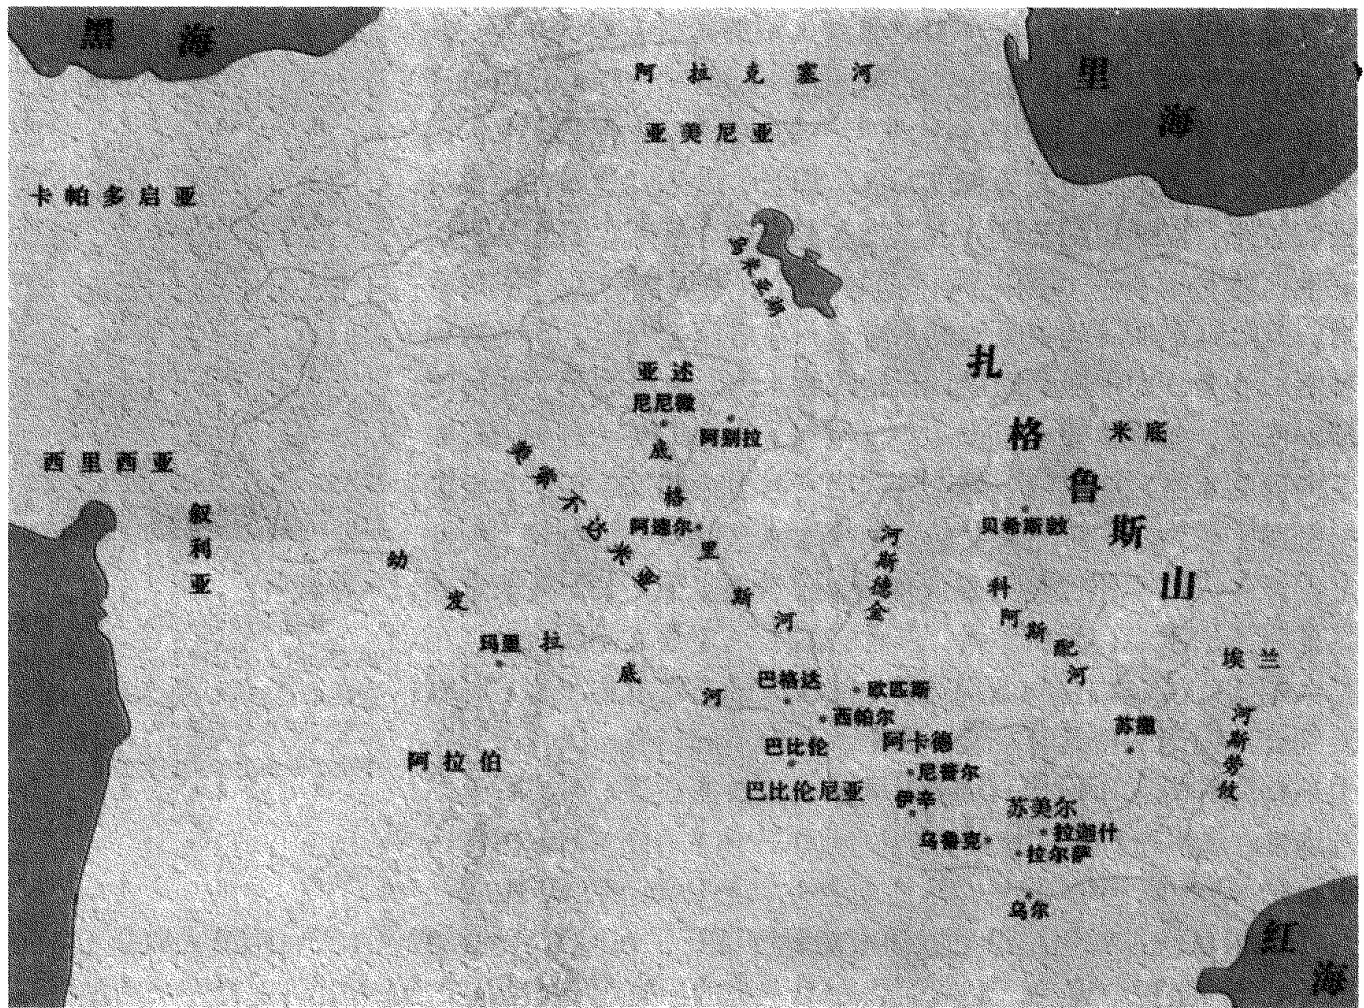 黑海
里海
阿拉克塞河
亚美尼亚
卡帕多启亚
亚述
尼尼微
阿别拉
扎格鲁斯山
米底
西里西亚
叙利亚
底格里斯河
阿速尔
贝希斯敦
幼发拉底河
河斯德金
科阿斯配河
玛里
埃兰
巴格达
欧匹斯
西帕尔
苏撒
河斯劳纹
巴比伦
阿卡德
阿拉伯
尼普尔
巴比伦尼亚
伊辛
苏美尔
拉迦什
乌鲁克
拉尔萨
乌尔
红海